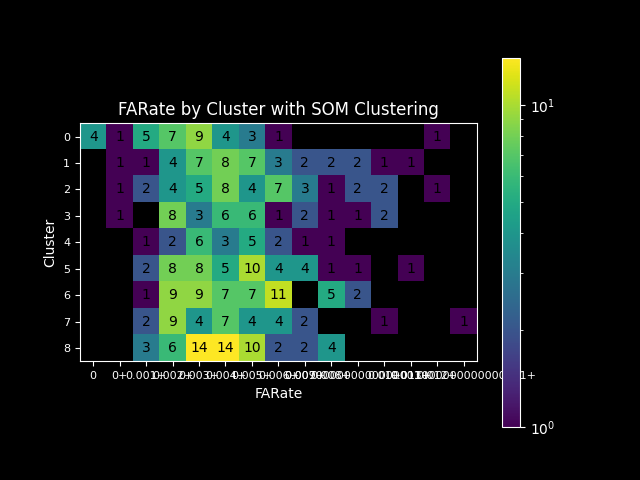 FARate by Cluster with SOM Clustering
0 4 1 5 7 9 4 3 1 1
1 1 1 4 7 8 7 3 2 2 2 1 1
2 1 2 4 5 8 4 7 3 1 2 2 1
3 1 8 3 6 6 1 2 1 1 2
4 1 2 6 3 5 2 1 1
5 2 8 8 5 10 4 4 1 1 1
6 1 9 9 7 7 11 5 2
7 2 9 4 7 4 4 2 1 1
8 3 6 14 14 10 2 2 4
0 0+
FARate
Cluster
10¹
10⁰